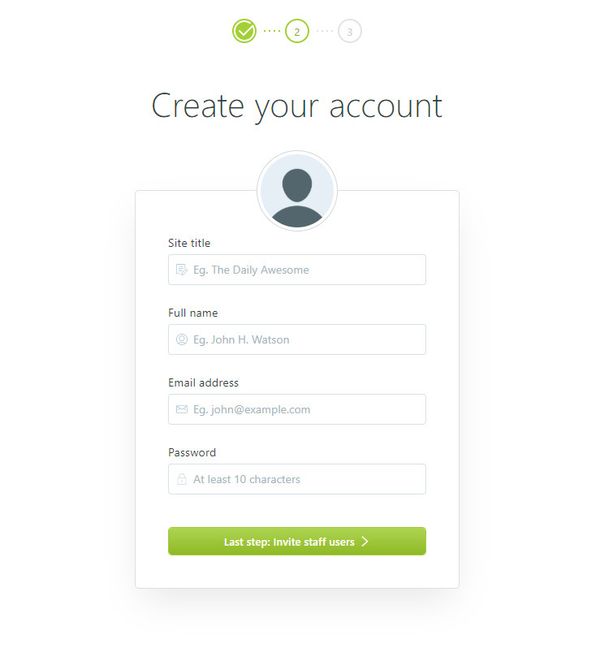 2
3
Create your account
Site title
Eg. The Daily Awesome
Full name
Eg. John H. Watson
Email address
Eg. john@example.com
Password
At least 10 characters
Last step: Invite staff users